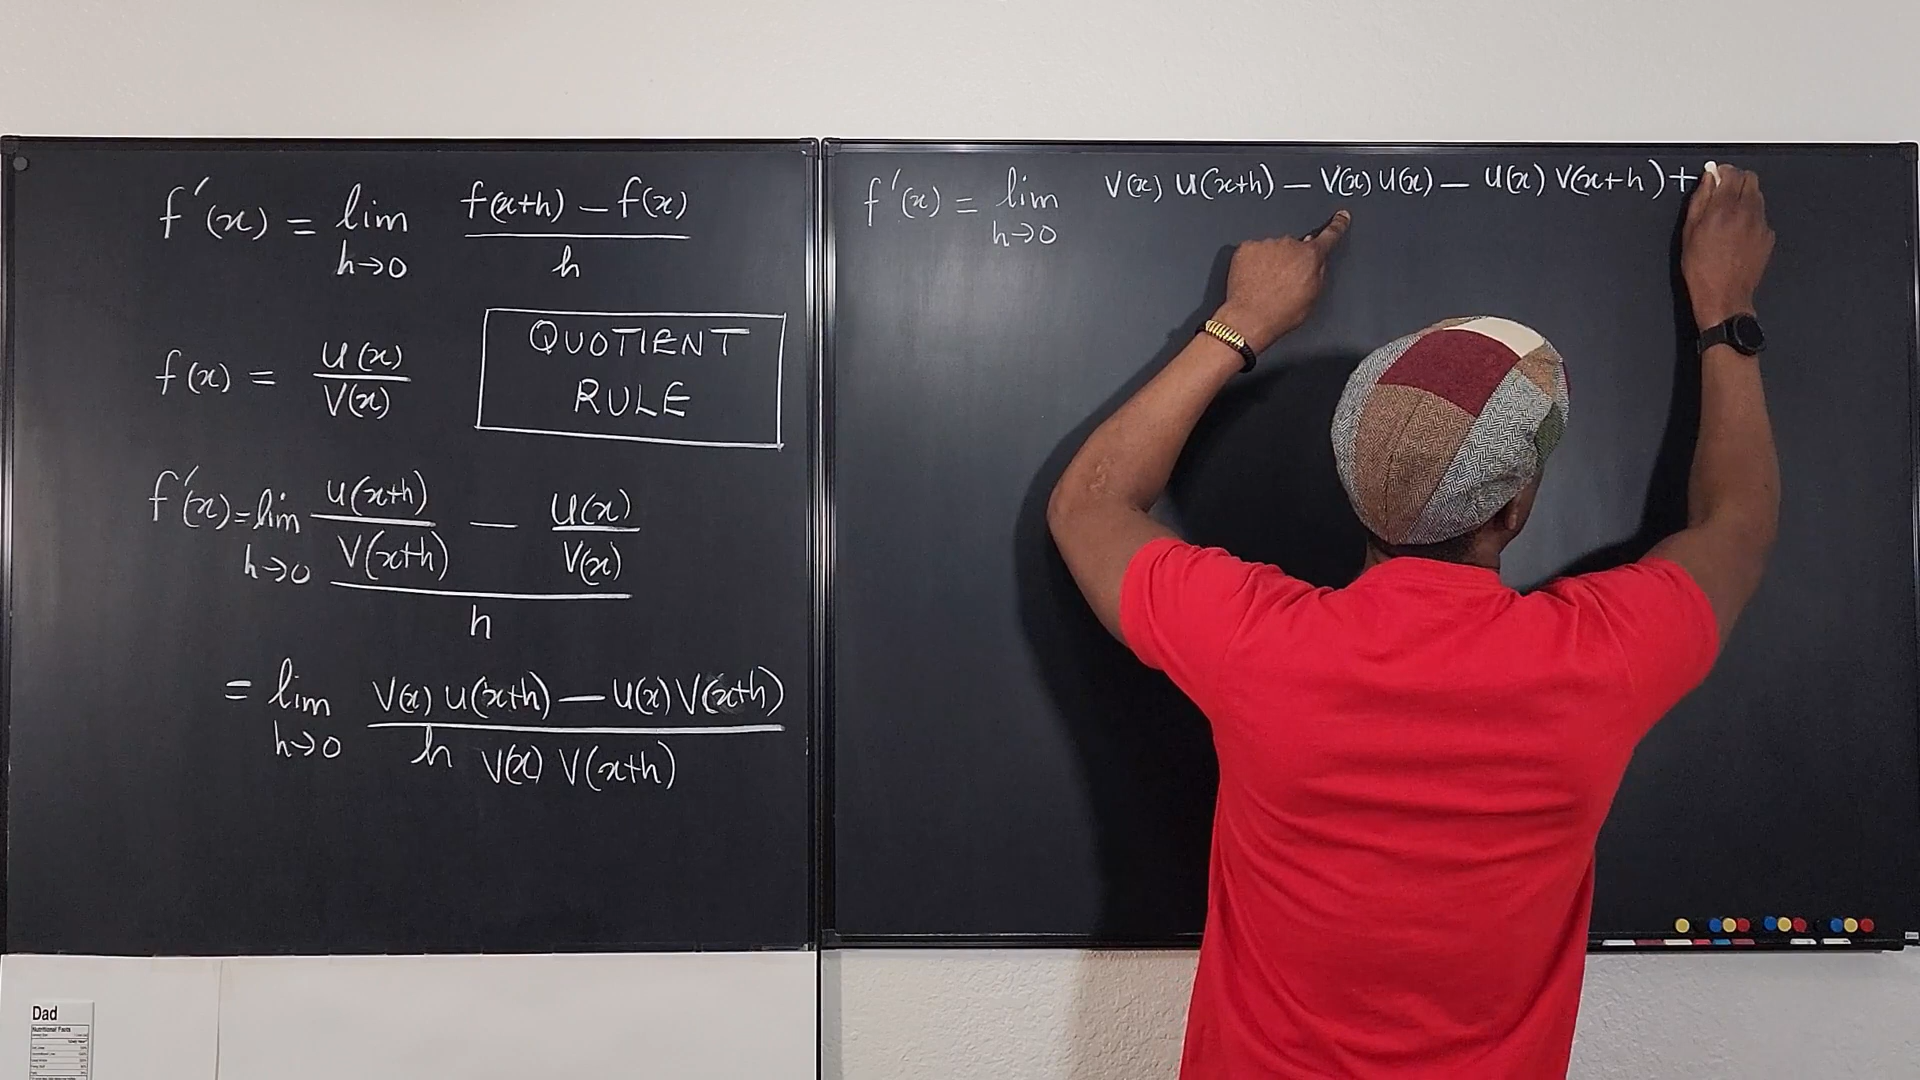 f'(x) = lim h→0 f(x+h) – f(x) / h
f(x) = u(x) / v(x)
QUOTIENT
RULE
f'(x) = lim h→0 u(x+h) / v(x+h) – u(x) / v(x) / h
= lim h→0 v(x) u(x+h) – u(x) v(x+h) / h v(x) v(x+h)
f'(x) = lim h→0 v(x) u(x+h) – v(x) u(x) – u(x) v(x+h) +
Dad
Nutritional Facts